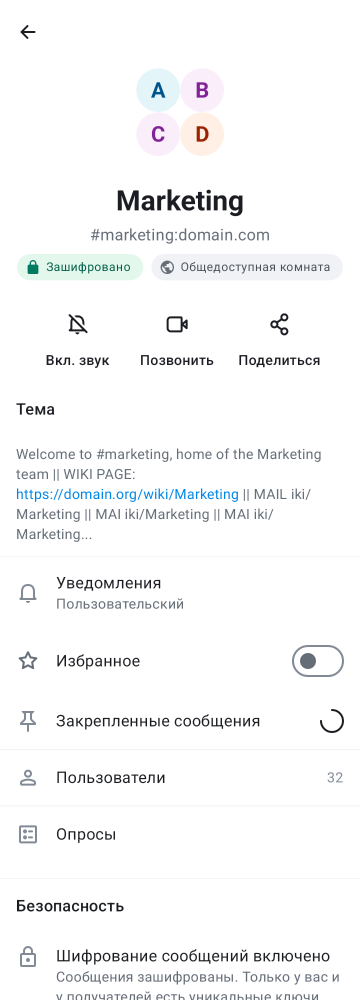 A B
C D
Marketing
#marketing:domain.com
Зашифровано Общедоступная комната
Вкл. звук Позвонить Поделиться
Тема
Welcome to #marketing, home of the Marketing
team || WIKI PAGE:
https://domain.org/wiki/Marketing || MAIL iki/
Marketing || MAI iki/Marketing || MAI iki/
Marketing...
Уведомления
Пользовательский
Избранное
Закрепленные сообщения
Пользователи 32
Опросы
Безопасность
Шифрование сообщений включено
Сообщения зашифрованы. Только у вас и
у получателей есть уникальные ключи